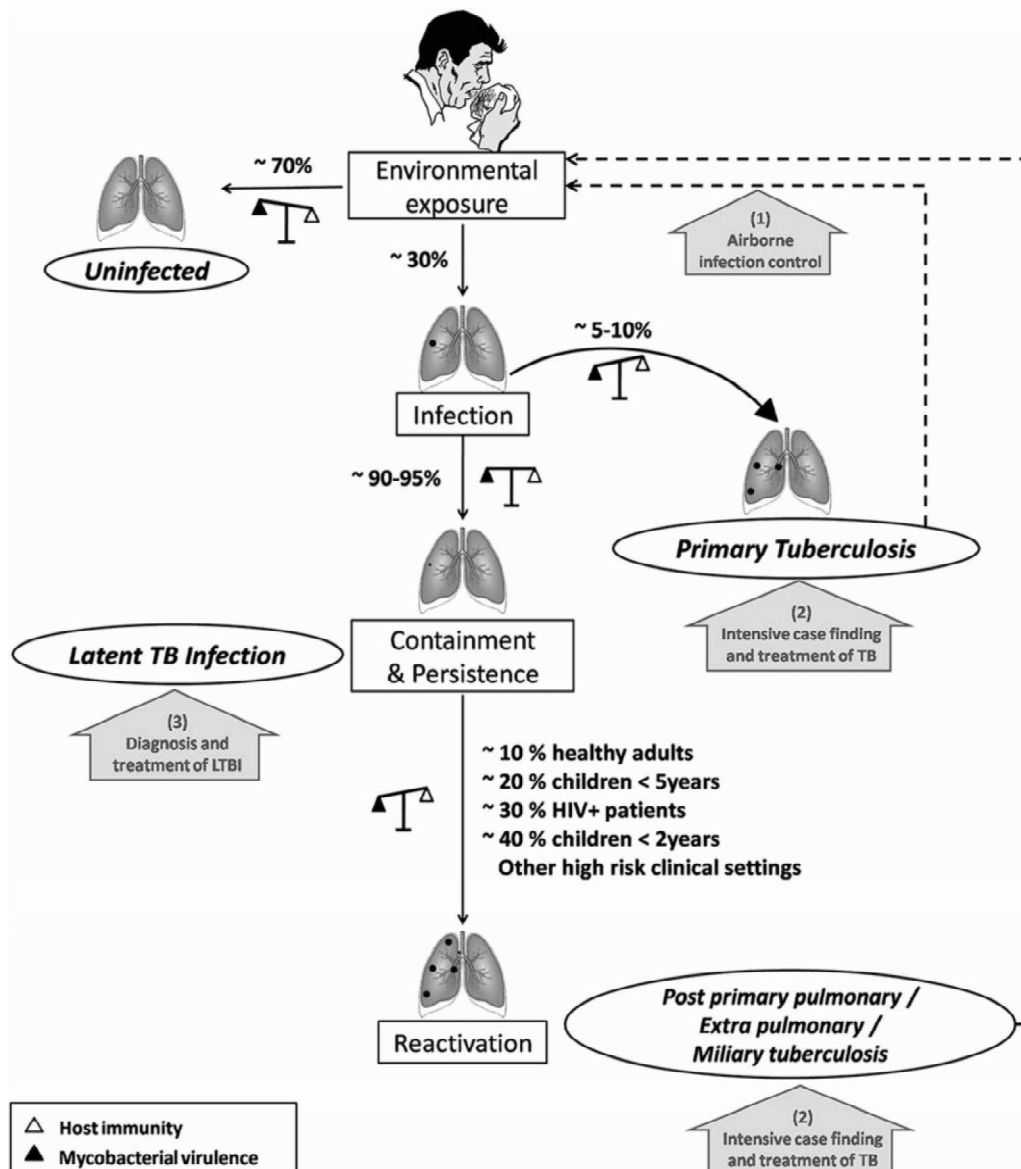 Environmental
exposure
~ 70%
Uninfected
(1)
Airborne
infection control
~ 30%
~ 5-10%
Infection
~ 90-95%
Primary Tuberculosis
(2)
Intensive case finding
and treatment of TB
Containment
& Persistence
Latent TB Infection
(3)
Diagnosis and
treatment of LTBI
~ 10 % healthy adults
~ 20 % children < 5years
~ 30 % HIV+ patients
~ 40 % children < 2years
Other high risk clinical settings
Reactivation
Post primary pulmonary /
Extra pulmonary /
Miliary tuberculosis
(2)
Intensive case finding
and treatment of TB
Host immunity
Mycobacterial virulence